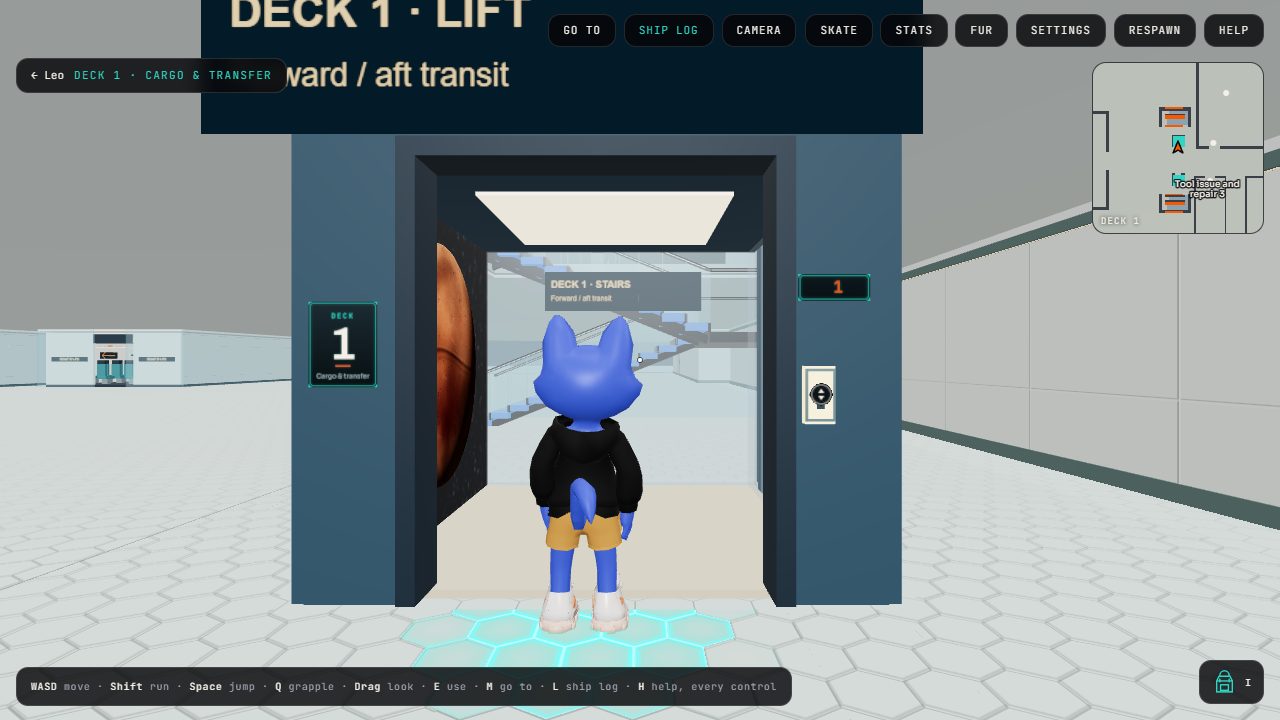 DECK 1 · LIFT
ward / aft transit
GO TO
SHIP LOG
CAMERA
SKATE
STATS
FUR
SETTINGS
RESPAWN
HELP
← Leo DECK 1 · CARGO & TRANSFER
Tool issue and
repair 3
DECK 1
DECK 1 · STAIRS
Forward / aft transit
1
DECK
1
Cargo & transfer
WASD move · Shift run · Space jump · Q grapple · Drag look · E use · M go to · L ship log · H help, every control
I